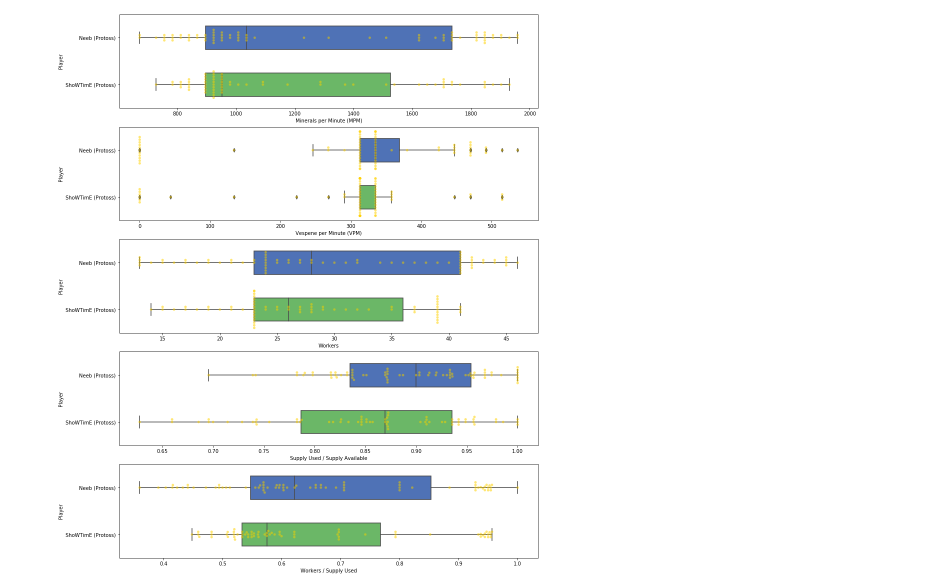 Neeb (Protoss)
Player
ShoWTimE (Protoss)
800 1000 1200 1400 1600 1800 2000
Minerals per Minute (MPM)
Neeb (Protoss)
Player
ShoWTimE (Protoss)
0 100 200 300 400 500
Vespene per Minute (VPM)
Neeb (Protoss)
Player
ShoWTimE (Protoss)
15 20 25 30 35 40 45
Workers
Neeb (Protoss)
Player
ShoWTimE (Protoss)
0.65 0.70 0.75 0.80 0.85 0.90 0.95 1.00
Supply Used / Supply Available
Neeb (Protoss)
Player
ShoWTimE (Protoss)
0.4 0.5 0.6 0.7 0.8 0.9 1.0
Workers / Supply Used